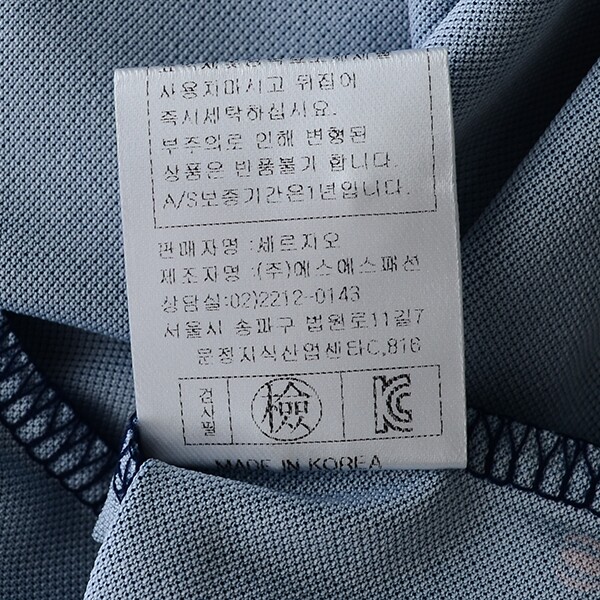 사용치마시고 뒤집어
즉시세탁하십시요.
부주의로 인해 변형된
상품은 반품불가 합니다.
A/S보증기간은1년입니다.
판매자명 :세르지오
제조자명 :(주)에스에스패션
상담실:02)2212-0143
서울시 송파구 법원로11길7
문정지식산업센타C,816
검사필
檢
KC
MADE IN KOREA